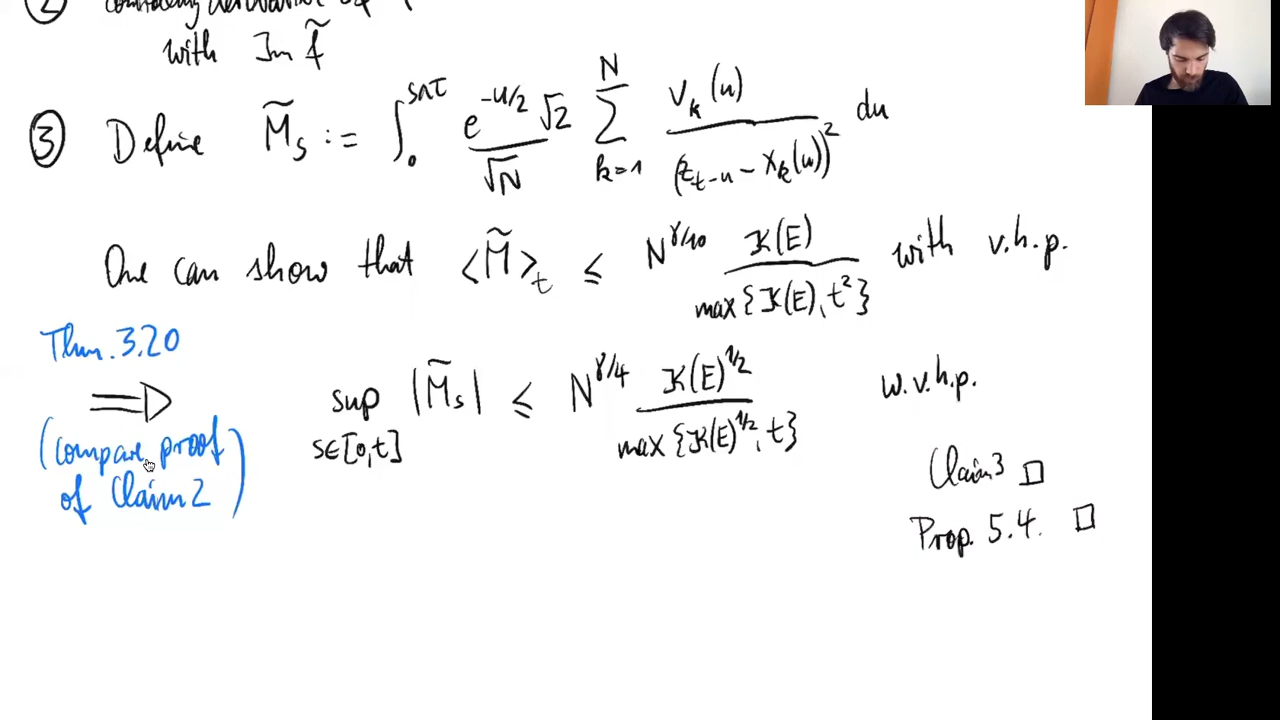 ②
with Im f̃
③ Define M̃_s := ∫_0^{s∧τ} e^{-u/2} √2 / √N ∑_{k=1}^{N} v_k(u) / (z_{t-u} - x_k(u))^2 du
One can show that <M̃>_t ≤ N^{γ/10} 𝒦(E) / max{𝒦(E), t^2} with v.h.p.
Thm. 3.20
⟹ sup_{s∈[0,t]} |M̃_s| ≤ N^{γ/4} 𝒦(E)^{1/2} / max{𝒦(E)^{1/2}, t} w.v.h.p.
(compare proof
of Claim 2)
Claim 3 □
Prop. 5.4. □